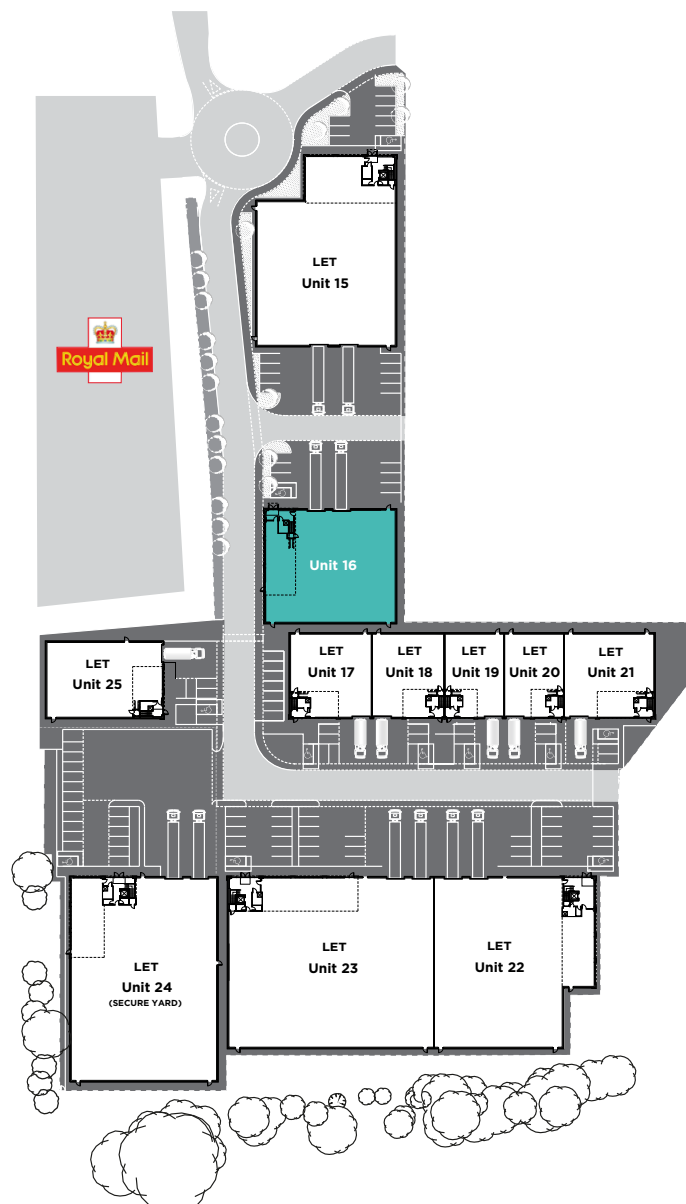 LET
Unit 15
Royal Mail
Unit 16
LET
Unit 17
LET
Unit 18
LET
Unit 19
LET
Unit 20
LET
Unit 21
LET
Unit 25
LET
Unit 24
(SECURE YARD)
LET
Unit 23
LET
Unit 22